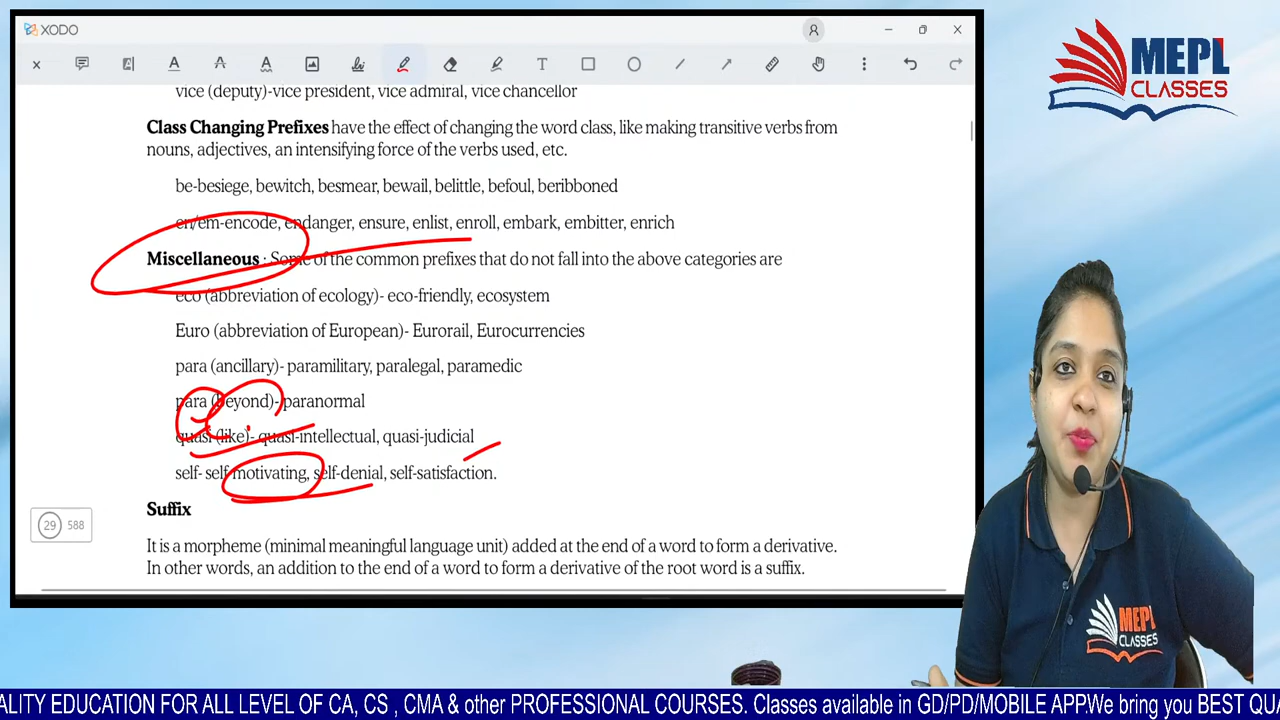 XODO
MEPL
CLASSES
vice (deputy)-vice president, vice admiral, vice chancellor
Class Changing Prefixes have the effect of changing the word class, like making transitive verbs from
nouns, adjectives, an intensifying force of the verbs used, etc.
be-besiege, bewitch, besmear, bewail, belittle, befoul, beribboned
en/em-encode, endanger, ensure, enlist, enroll, embark, embitter, enrich
Miscellaneous : Some of the common prefixes that do not fall into the above categories are
eco (abbreviation of ecology)- eco-friendly, ecosystem
Euro (abbreviation of European)- Eurorail, Eurocurrencies
para (ancillary)- paramilitary, paralegal, paramedic
para (beyond)-paranormal
quasi (like)- quasi-intellectual, quasi-judicial
self- self-motivating, self-denial, self-satisfaction.
Suffix
29 588
It is a morpheme (minimal meaningful language unit) added at the end of a word to form a derivative.
In other words, an addition to the end of a word to form a derivative of the root word is a suffix.
MEPL
CLASSES
ALITY EDUCATION FOR ALL LEVEL OF CA, CS , CMA & other PROFESSIONAL COURSES. Classes available in GD/PD/MOBILE APP.We bring you BEST QUA